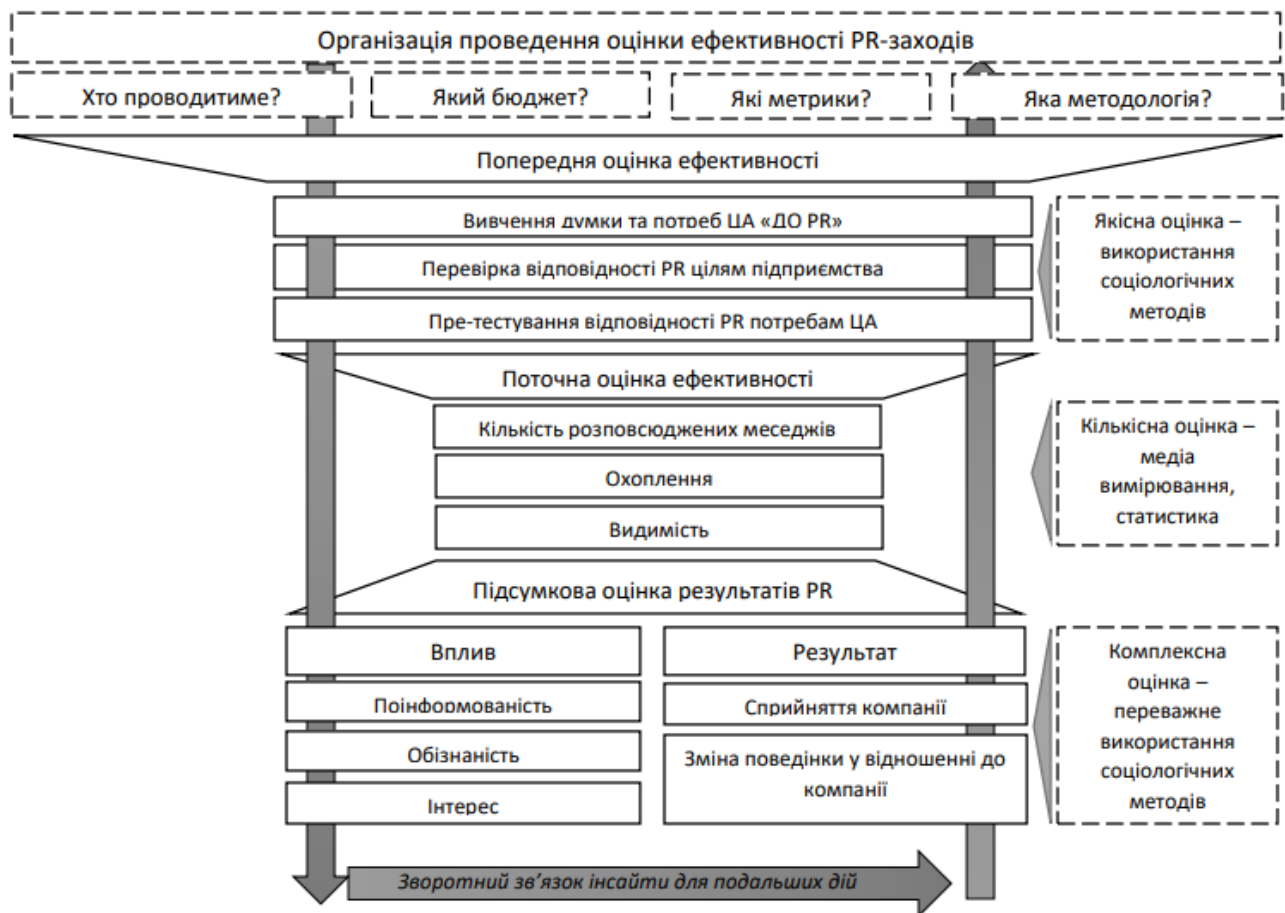 Організація проведення оцінки ефективності PR-заходів
Хто проводитиме?
Який бюджет?
Які метрики?
Яка методологія?
Попередня оцінка ефективності
Вивчення думки та потреб ЦА «ДО PR»
Перевірка відповідності PR цілям підприємства
Пре-тестування відповідності PR потребам ЦА
Якісна оцінка –
використання
соціологічних
методів
Поточна оцінка ефективності
Кількість розповсюджених меседжів
Охоплення
Видимість
Кількісна оцінка –
медіа
вимірювання,
статистика
Підсумкова оцінка результатів PR
Вплив
Поінформованість
Обізнаність
Інтерес
Результат
Сприйняття компанії
Зміна поведінки у відношенні до
компанії
Комплексна
оцінка –
переважне
використання
соціологічних
методів
Зворотний зв’язок інсайти для подальших дій